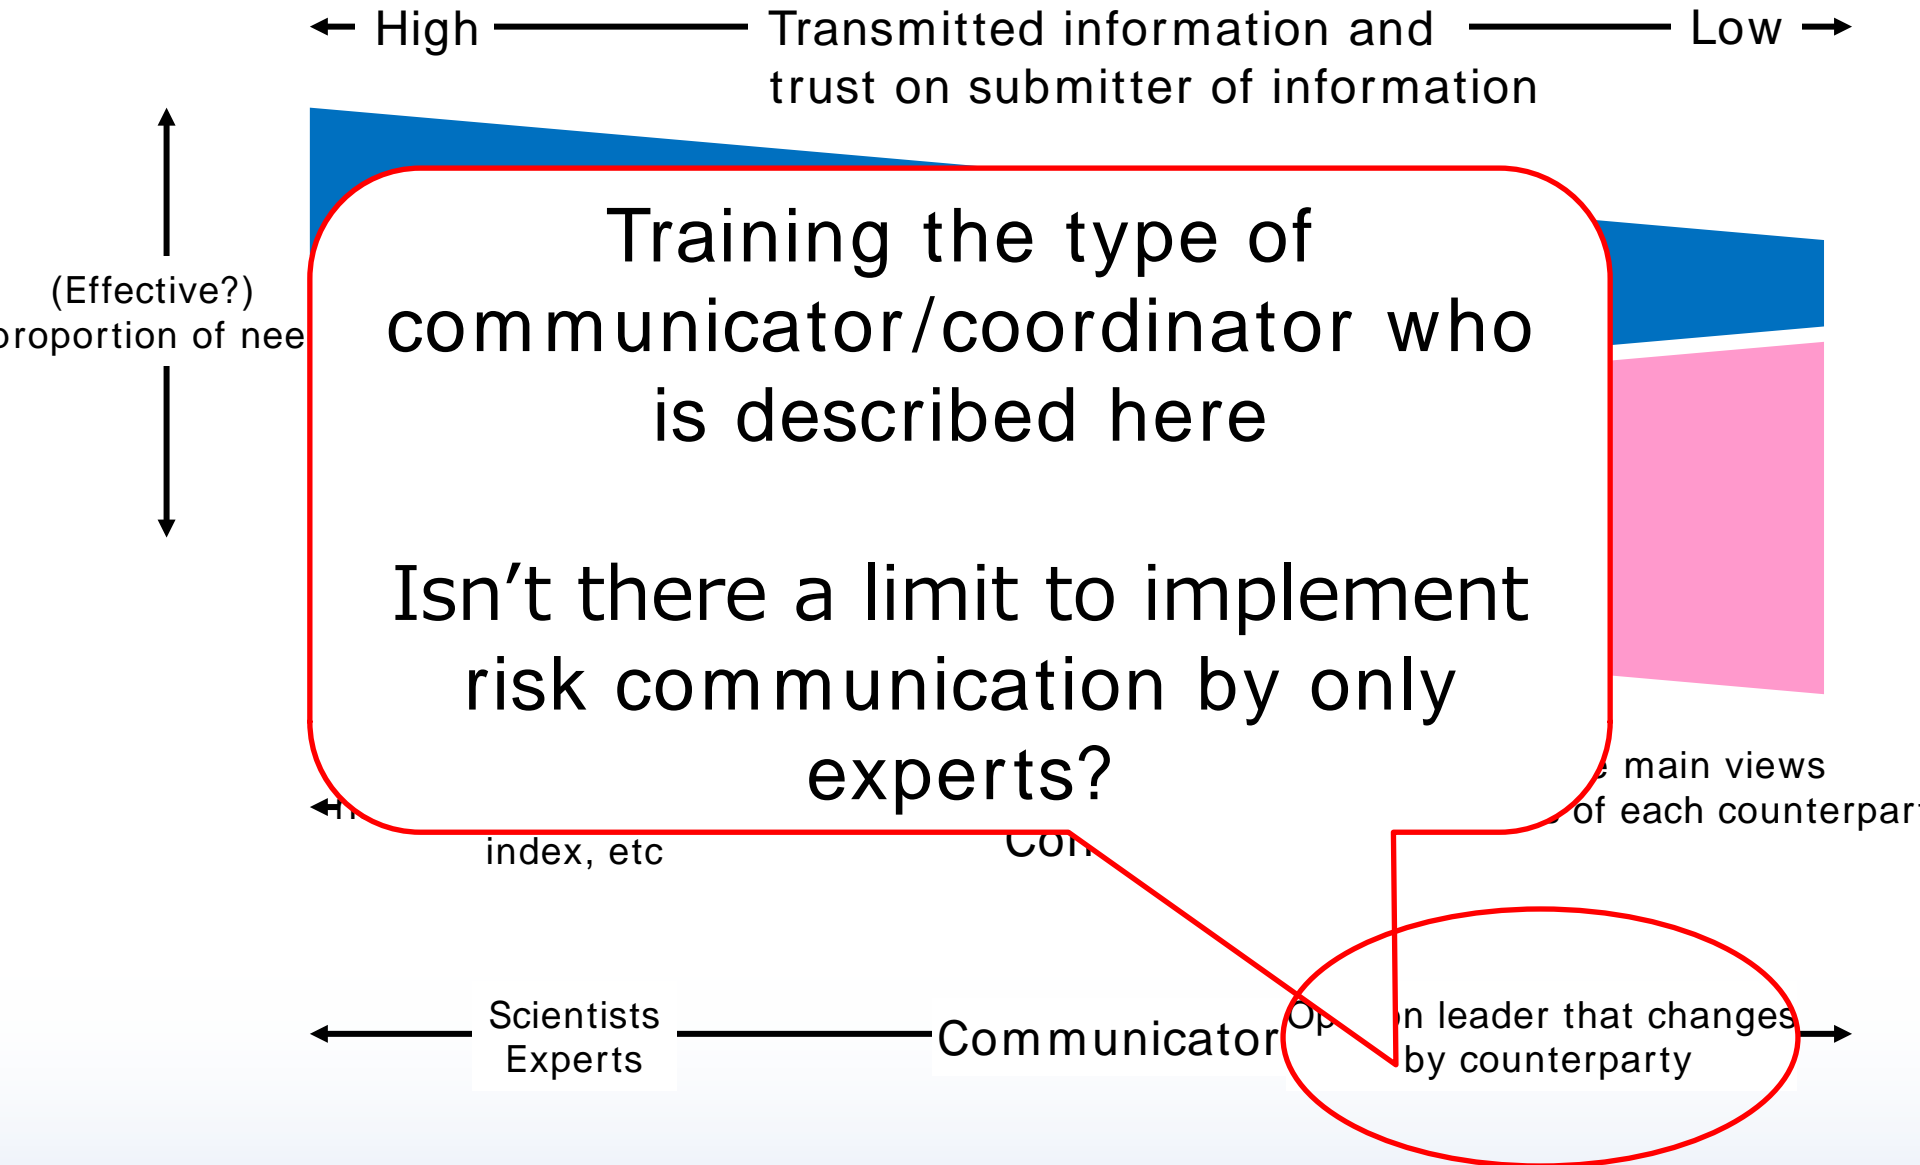 High
Transmitted information and
trust on submitter of information
Low
(Effective?)
proportion of
Training the type of
communicator/coordinator who
is described here
Isn't there a limit to implement
risk communication by only
experts?
main views
of each
index, etc
Scientists
Experts
Communicator
leader that changes
by counterparty